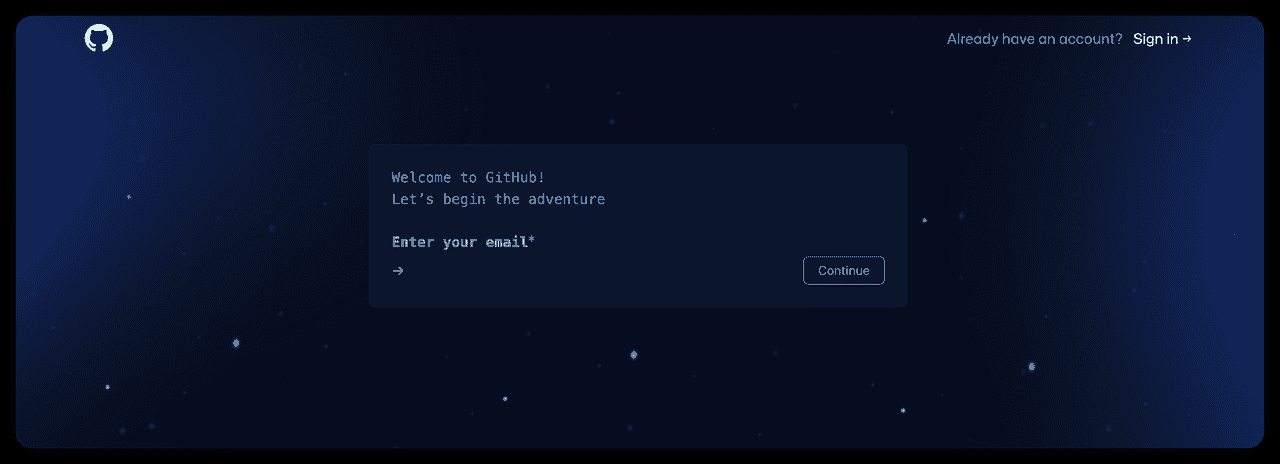 Already have an account? Sign in →
Welcome to GitHub!
Let’s begin the adventure
Enter your email*
→
Continue